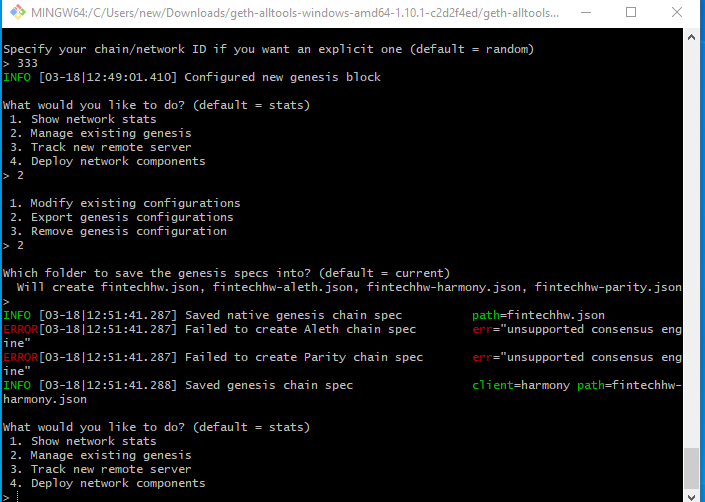 MINGW64:/C/Users/new/Downloads/geth-alltools-windows-amd64-1.10.1-c2d2f4ed/geth-alltools...
Specify your chain/network ID if you want an explicit one (default = random)
> 333
INFO [03-18|12:49:01.410] Configured new genesis block
What would you like to do? (default = stats)
1. Show network stats
2. Manage existing genesis
3. Track new remote server
4. Deploy network components
> 2
1. Modify existing configurations
2. Export genesis configurations
3. Remove genesis configuration
> 2
Which folder to save the genesis specs into? (default = current)
Will create fintechhw.json, fintechhw-aleth.json, fintechhw-harmony.json, fintechhw-parity.json
>
INFO [03-18|12:51:41.287] Saved native genesis chain spec path=fintechhw.json
ERROR[03-18|12:51:41.287] Failed to create Aleth chain spec err="unsupported consensus eng
ine"
ERROR[03-18|12:51:41.287] Failed to create Parity chain spec err="unsupported consensus eng
ine"
INFO [03-18|12:51:41.288] Saved genesis chain spec client=harmony path=fintechhw-
harmony.json
What would you like to do? (default = stats)
1. Show network stats
2. Manage existing genesis
3. Track new remote server
4. Deploy network components
>